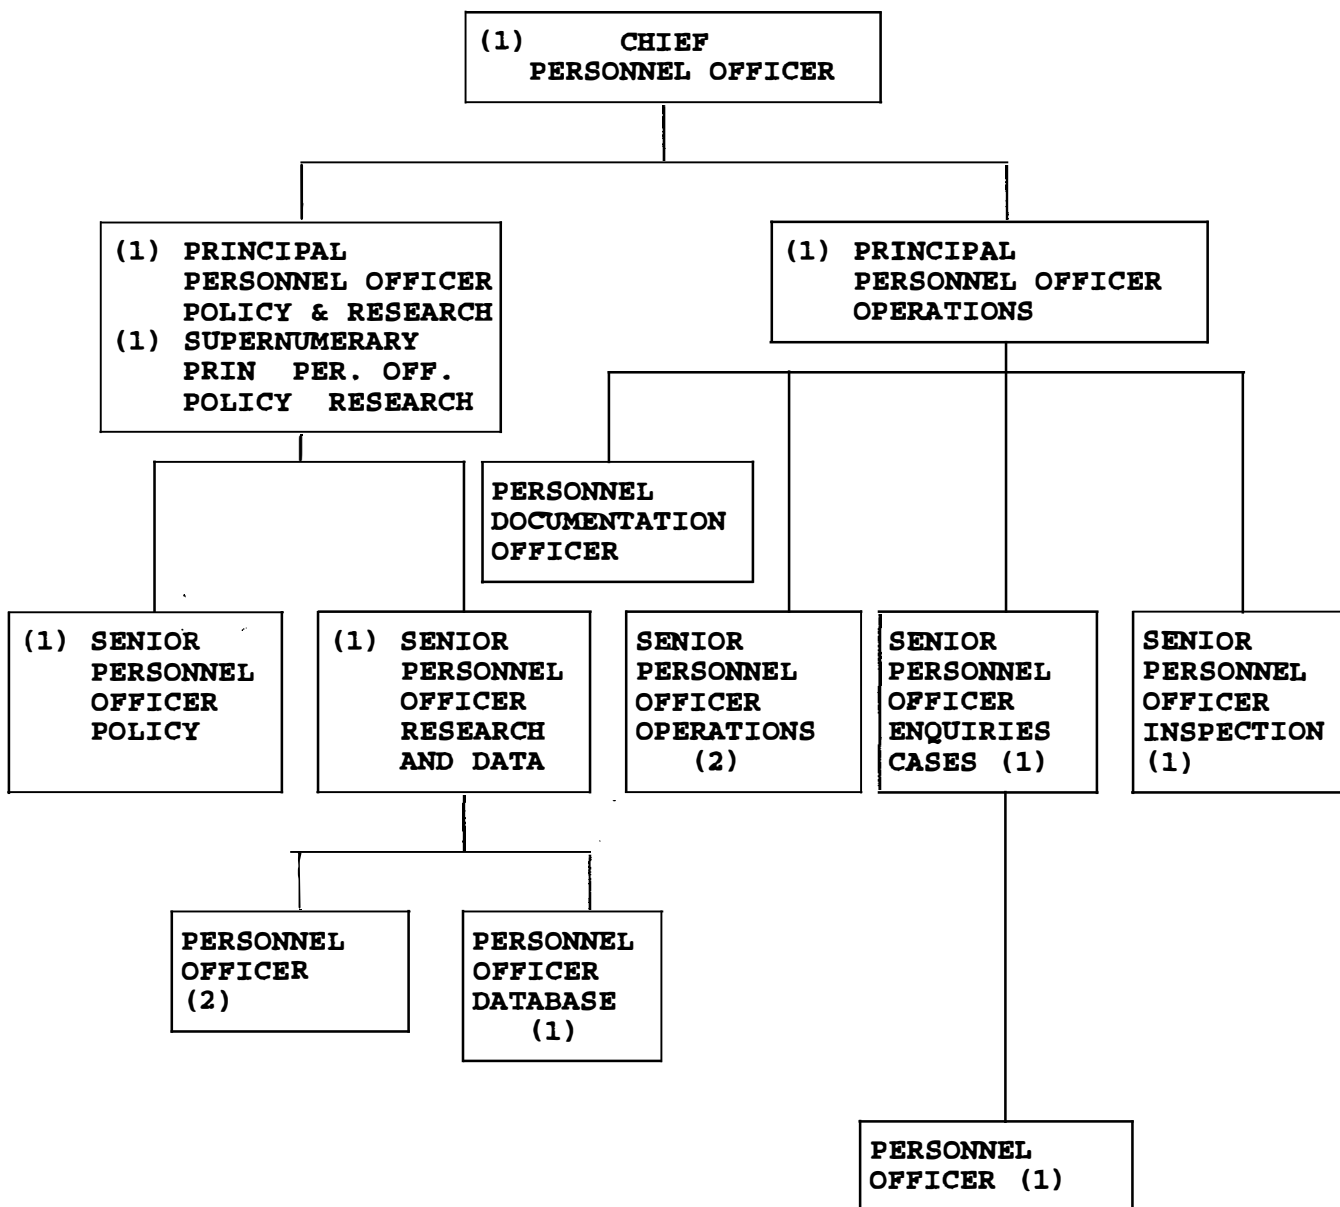 (1) CHIEF
PERSONNEL OFFICER
(1) PRINCIPAL
PERSONNEL OFFICER
POLICY & RESEARCH
(1) SUPERNUMERARY
PRIN PER. OFF.
POLICY RESEARCH
(1) PRINCIPAL
PERSONNEL OFFICER
OPERATIONS
PERSONNEL
DOCUMENTATION
OFFICER
(1) SENIOR
PERSONNEL
OFFICER
POLICY
(1) SENIOR
PERSONNEL
OFFICER
RESEARCH
AND DATA
SENIOR
PERSONNEL
OFFICER
OPERATIONS
(2)
SENIOR
PERSONNEL
OFFICER
ENQUIRIES
CASES (1)
SENIOR
PERSONNEL
OFFICER
INSPECTION
(1)
PERSONNEL
OFFICER
(2)
PERSONNEL
OFFICER
DATABASE
(1)
PERSONNEL
OFFICER (1)